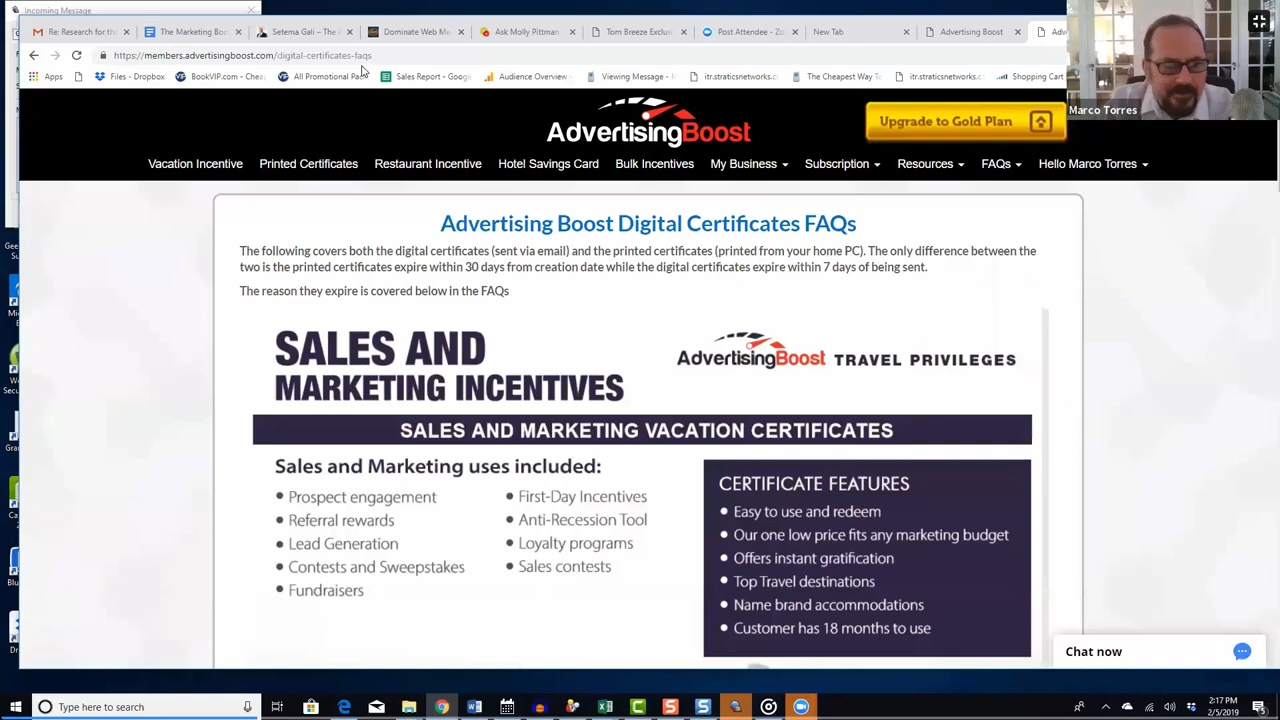 Incoming Message
Re: Research for th
The Marketing Bo
Setema Gali – The
Dominate Web Me
Ask Molly Pittman
Tom Breeze Exclus
Post Attendee - Zo
New Tab
Advertising Boost
Adv
https://members.advertisingboost.com/digital-certificates-faqs
Apps
Files - Dropbox
BookVIP.com - Chea
All Promotional Pa
Sales Report - Goog
Audience Overview -
Viewing Message -
itr.straticsnetworks.c
The Cheapest Way T
itr.straticsnetworks.c
Shopping Cart
Marco Torres
AdvertisingBoost
Upgrade to Gold Plan
Vacation Incentive Printed Certificates Restaurant Incentive Hotel Savings Card Bulk Incentives My Business Subscription Resources FAQs Hello Marco Torres
Advertising Boost Digital Certificates FAQs
The following covers both the digital certificates (sent via email) and the printed certificates (printed from your home PC). The only difference between the
two is the printed certificates expire within 30 days from creation date while the digital certificates expire within 7 days of being sent.
The reason they expire is covered below in the FAQs
SALES AND
MARKETING INCENTIVES
AdvertisingBoost TRAVEL PRIVILEGES
SALES AND MARKETING VACATION CERTIFICATES
Sales and Marketing uses included:
• Prospect engagement
• Referral rewards
• Lead Generation
• Contests and Sweepstakes
• Fundraisers
• First-Day Incentives
• Anti-Recession Tool
• Loyalty programs
• Sales contests
CERTIFICATE FEATURES
• Easy to use and redeem
• Our one low price fits any marketing budget
• Offers instant gratification
• Top Travel destinations
• Name brand accommodations
• Customer has 18 months to use
Chat now
Type here to search
2:17 PM
2/5/2019